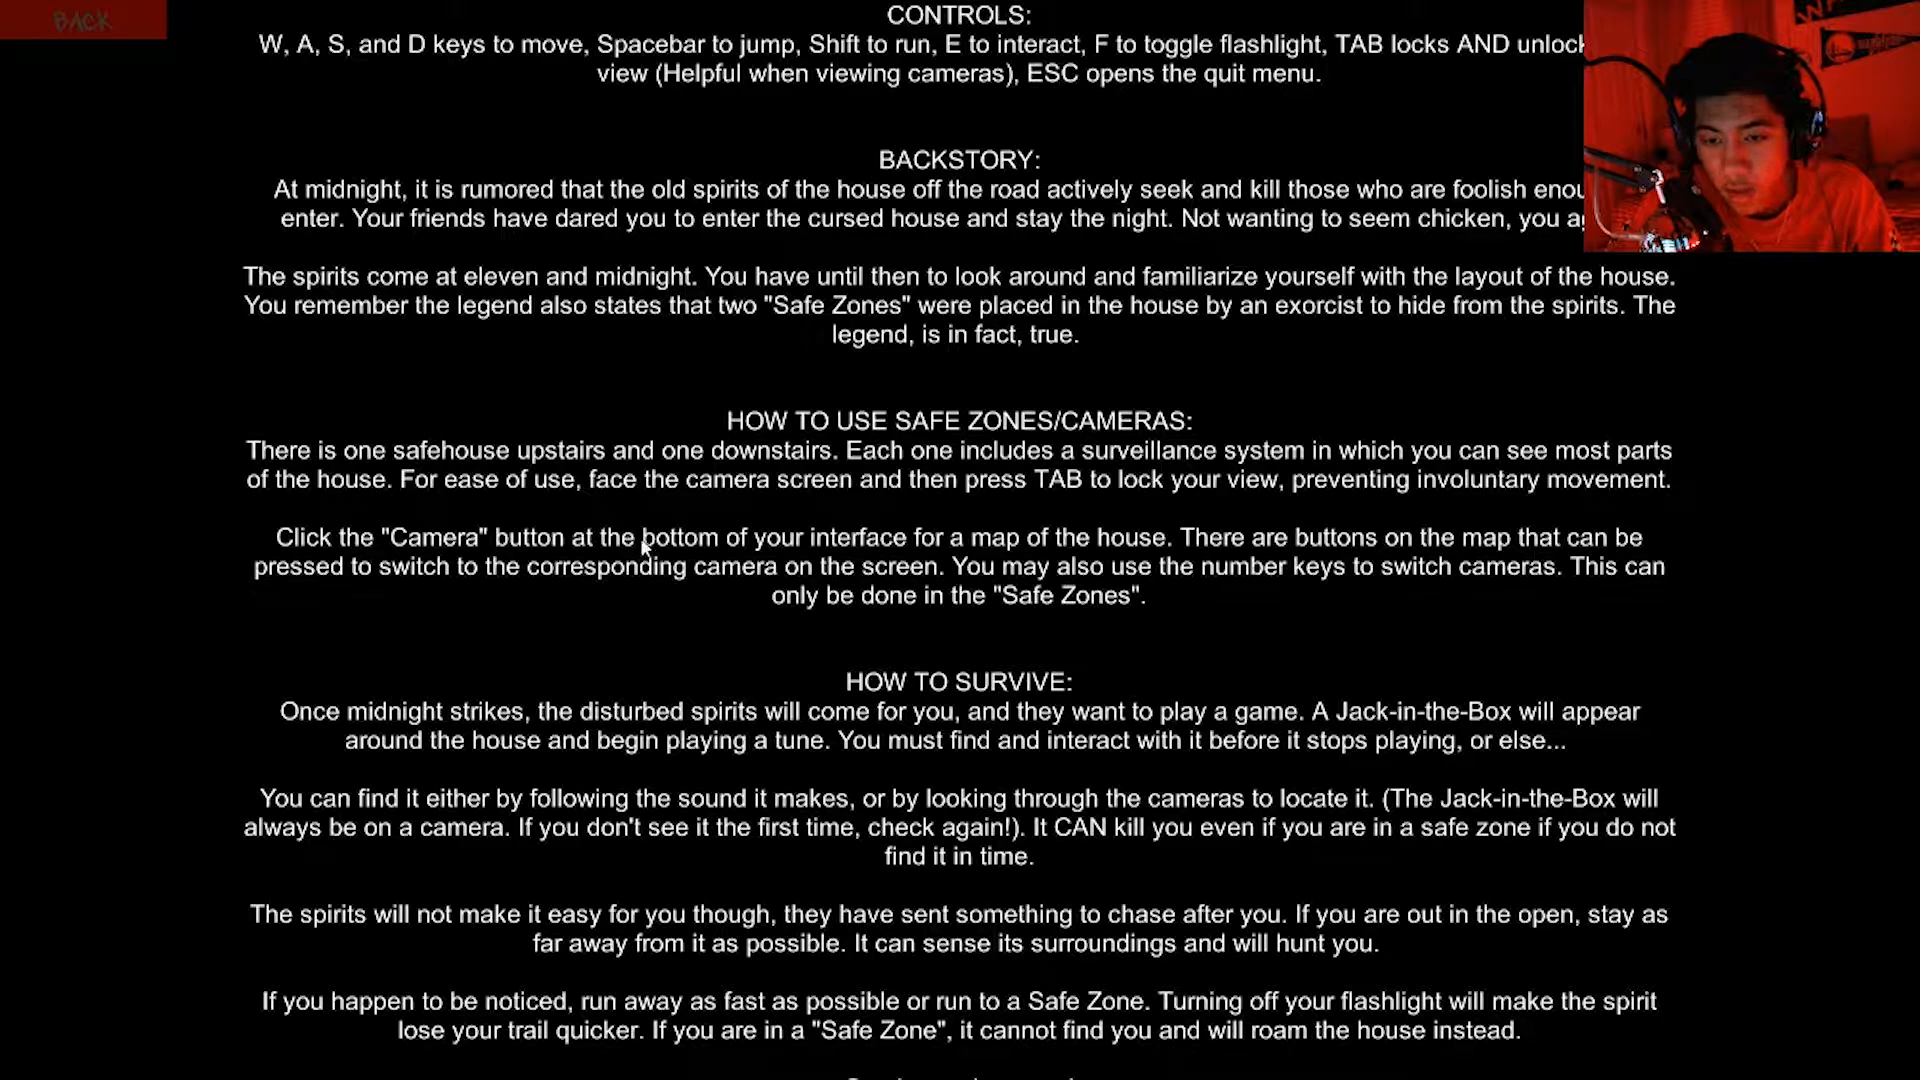 BACK
CONTROLS:
W, A, S, and D keys to move, Spacebar to jump, Shift to run, E to interact, F to toggle flashlight, TAB locks AND
view (Helpful when viewing cameras), ESC opens the quit menu.
BACKSTORY:
At midnight, it is rumored that the old spirits of the house off the road actively seek and kill those who are foolish
enter. Your friends have dared you to enter the cursed house and stay the night. Not wanting to seem chicken, you
The spirits come at eleven and midnight. You have until then to look around and familiarize yourself with the layout of the house.
You remember the legend also states that two "Safe Zones" were placed in the house by an exorcist to hide from the spirits. The
legend, is in fact, true.
HOW TO USE SAFE ZONES/CAMERAS:
There is one safehouse upstairs and one downstairs. Each one includes a surveillance system in which you can see most parts
of the house. For ease of use, face the camera screen and then press TAB to lock your view, preventing involuntary movement.
Click the "Camera" button at the bottom of your interface for a map of the house. There are buttons on the map that can be
pressed to switch to the corresponding camera on the screen. You may also use the number keys to switch cameras. This can
only be done in the "Safe Zones".
HOW TO SURVIVE:
Once midnight strikes, the disturbed spirits will come for you, and they want to play a game. A Jack-in-the-Box will appear
around the house and begin playing a tune. You must find and interact with it before it stops playing, or else...
You can find it either by following the sound it makes, or by looking through the cameras to locate it. (The Jack-in-the-Box will
always be on a camera. If you don't see it the first time, check again!). It CAN kill you even if you are in a safe zone if you do not
find it in time.
The spirits will not make it easy for you though, they have sent something to chase after you. If you are out in the open, stay as
far away from it as possible. It can sense its surroundings and will hunt you.
If you happen to be noticed, run away as fast as possible or run to a Safe Zone. Turning off your flashlight will make the spirit
lose your trail quicker. If you are in a "Safe Zone", it cannot find you and will roam the house instead.